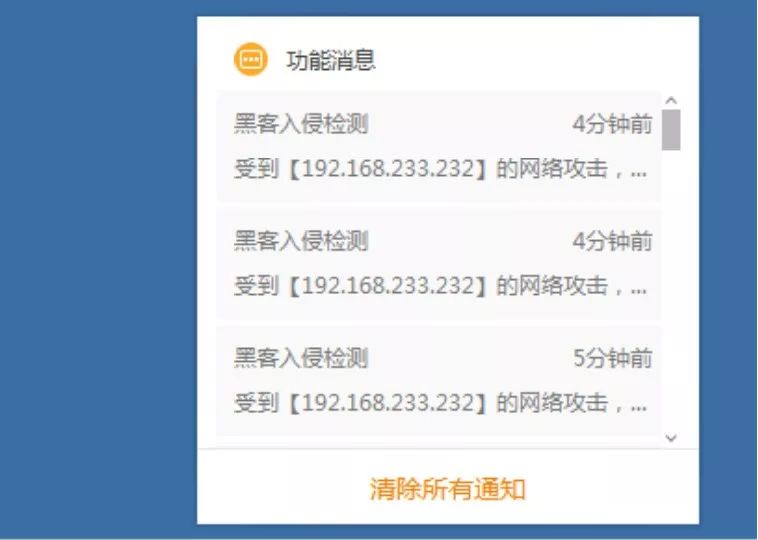 功能消息
黑客入侵检测 4分钟前
受到【192.168.233.232】的网络攻击，...
黑客入侵检测 4分钟前
受到【192.168.233.232】的网络攻击，...
黑客入侵检测 5分钟前
受到【192.168.233.232】的网络攻击，...
清除所有通知